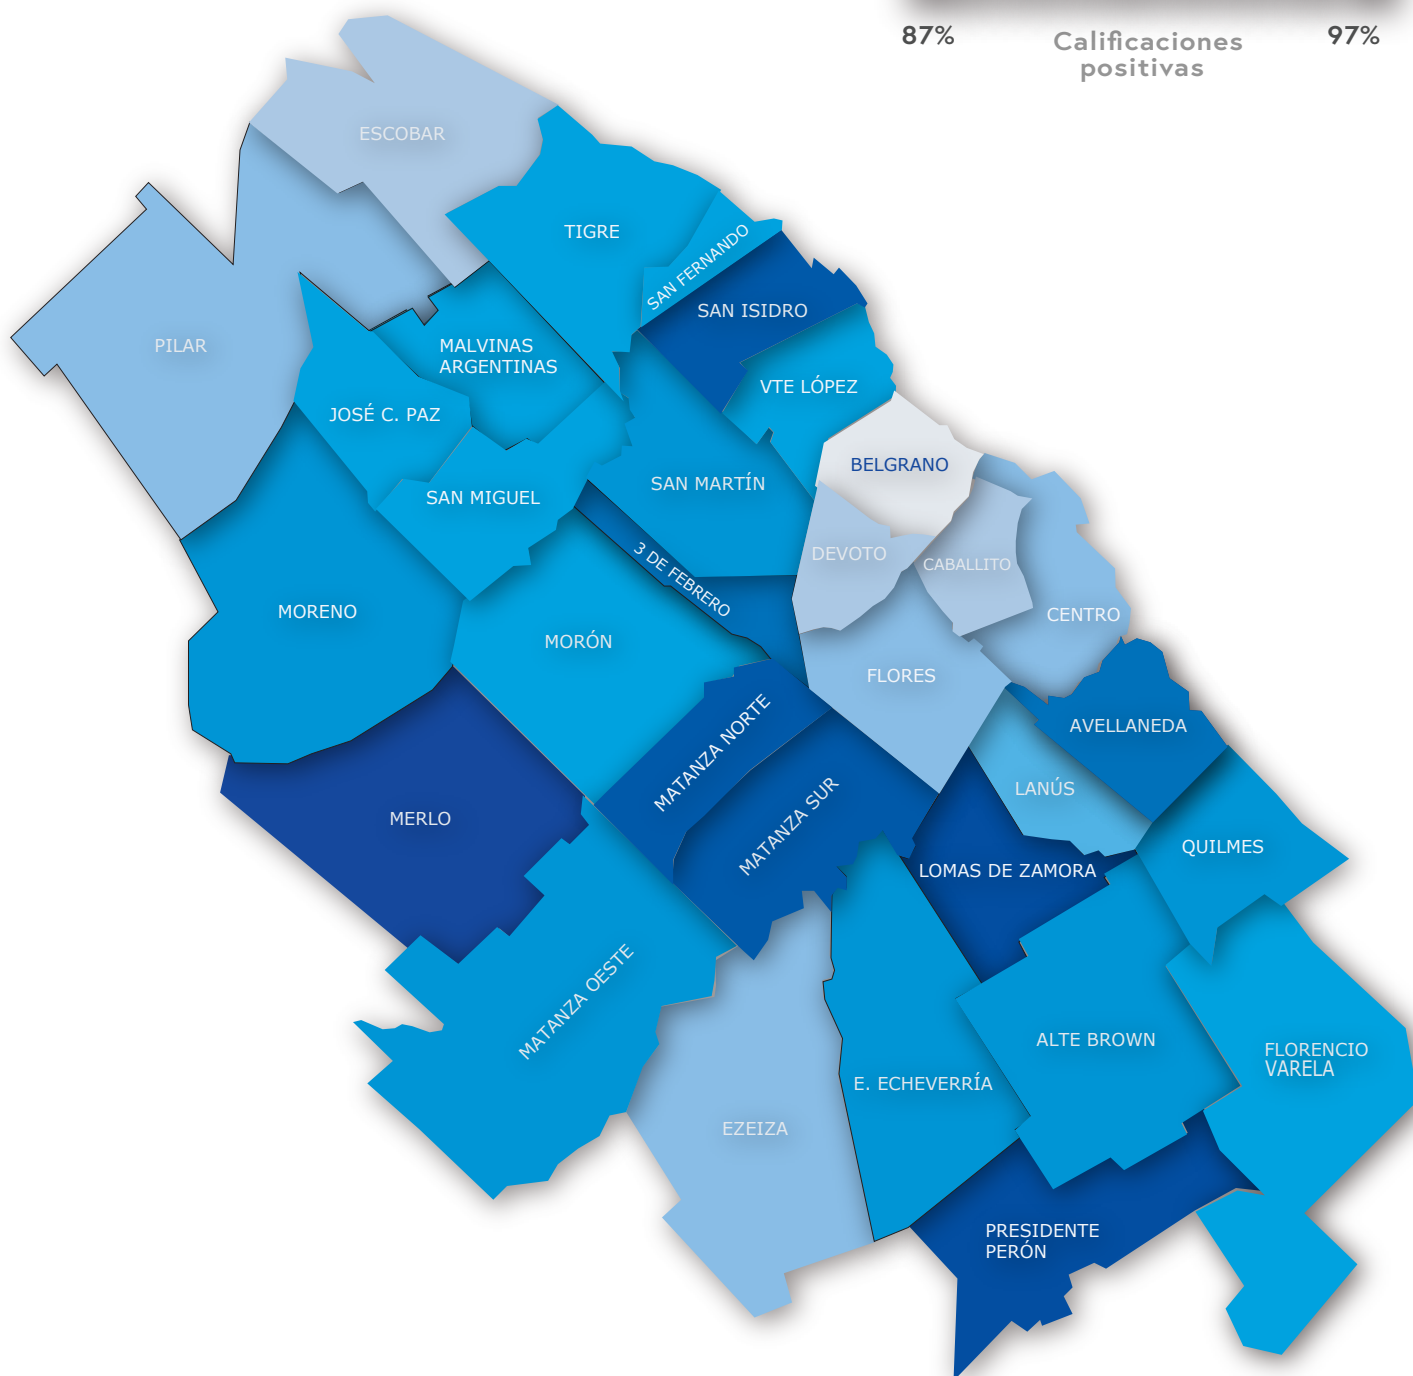 87%
97%
Calificaciones
positivas
ESCOBAR
TIGRE
SAN FERNANDO
SAN ISIDRO
PILAR
MALVINAS
ARGENTINAS
VTE LÓPEZ
JOSÉ C. PAZ
BELGRANO
SAN MIGUEL
SAN MARTÍN
DEVOTO
CABALLITO
3 DE FEBRERO
MORENO
CENTRO
MORÓN
FLORES
AVELLANEDA
MATANZA NORTE
LANÚS
MERLO
MATANZA SUR
QUILMES
LOMAS DE ZAMORA
MATANZA OESTE
ALTE BROWN
FLORENCIO
VARELA
E. ECHEVERRÍA
EZEIZA
PRESIDENTE
PERÓN